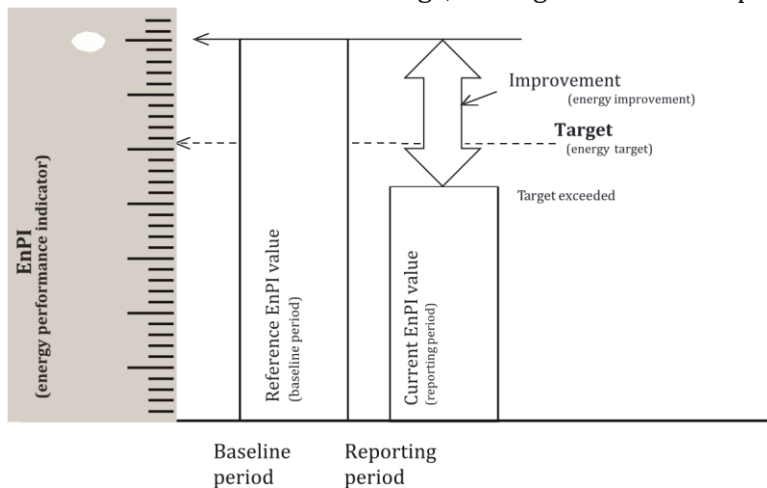 EnPI
(energy performance indicator)
Improvement
(energy improvement)
Target
(energy target)
Target exceeded
Reference EnPI value
(baseline period)
Current EnPI value
(reporting period)
Baseline
period
Reporting
period